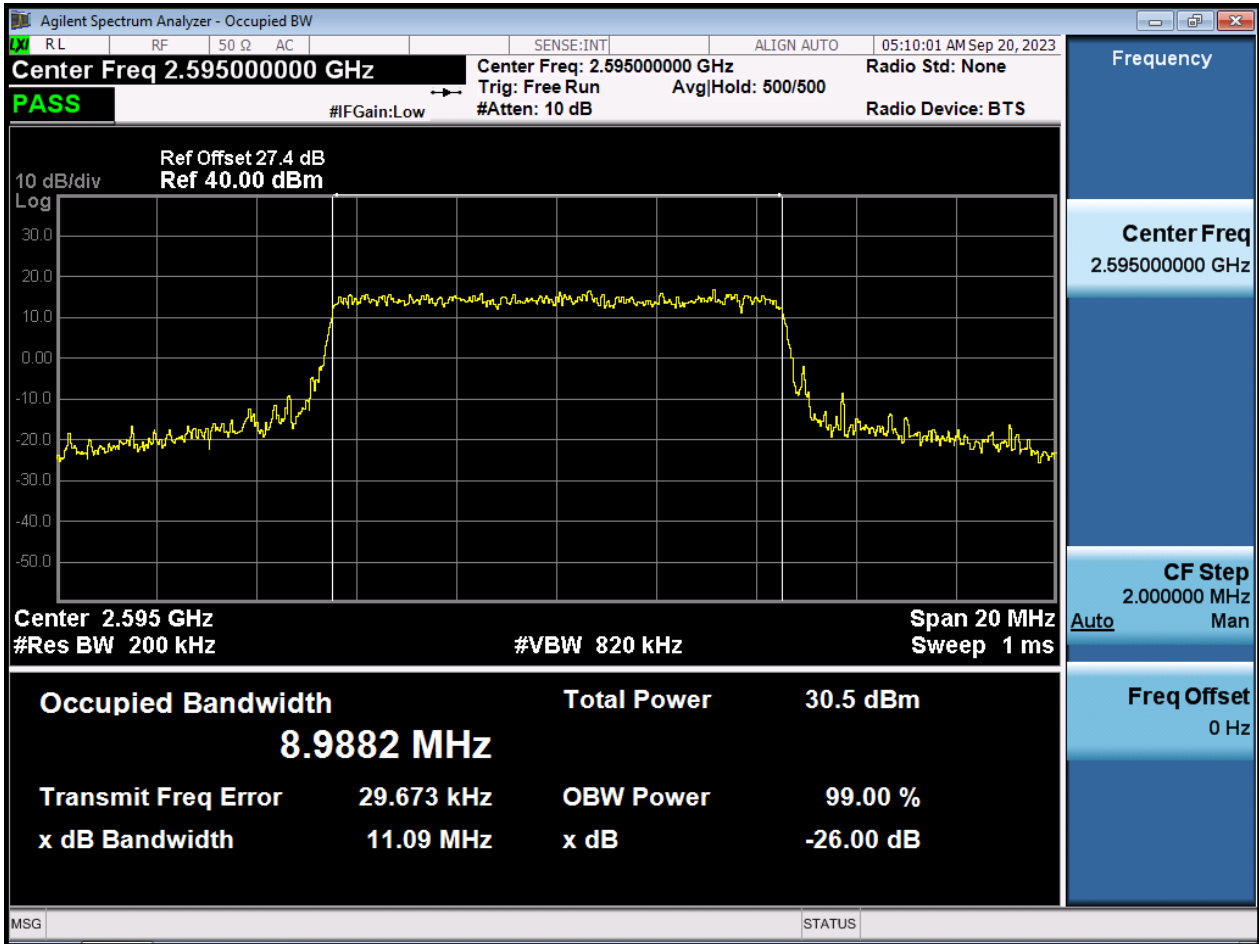 Agilent Spectrum Analyzer - Occupied BW
LXI RL RF 50 Ω AC SENSE:INT ALIGN AUTO 05:10:01 AM Sep 20, 2023
Center Freq 2.595000000 GHz
Center Freq: 2.595000000 GHz
Radio Std: None
Trig: Free Run Avg|Hold: 500/500
PASS
#IFGain:Low
#Atten: 10 dB
Radio Device: BTS
Ref Offset 27.4 dB
10 dB/div Ref 40.00 dBm
Log
30.0
20.0
10.0
0.00
-10.0
-20.0
-30.0
-40.0
-50.0
Center 2.595 GHz Span 20 MHz
#Res BW 200 kHz #VBW 820 kHz Sweep 1 ms
Occupied Bandwidth Total Power 30.5 dBm
8.9882 MHz
Transmit Freq Error 29.673 kHz OBW Power 99.00 %
x dB Bandwidth 11.09 MHz x dB -26.00 dB
MSG STATUS
Frequency
Center Freq
2.595000000 GHz
CF Step
2.000000 MHz
Auto Man
Freq Offset
0 Hz